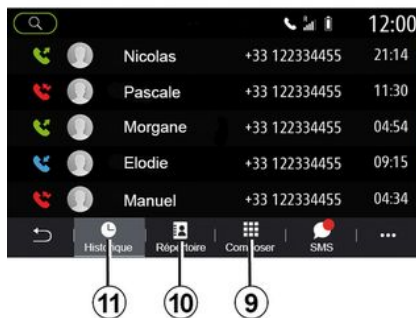 12:00
Nicolas +33 122334455 21:14
Pascale +33 122334455 11:30
Morgane +33 122334455 04:54
Elodie +33 122334455 09:15
Manuel +33 122334455 04:34
Historique Répertoire Composer SMS ...
11 10 9